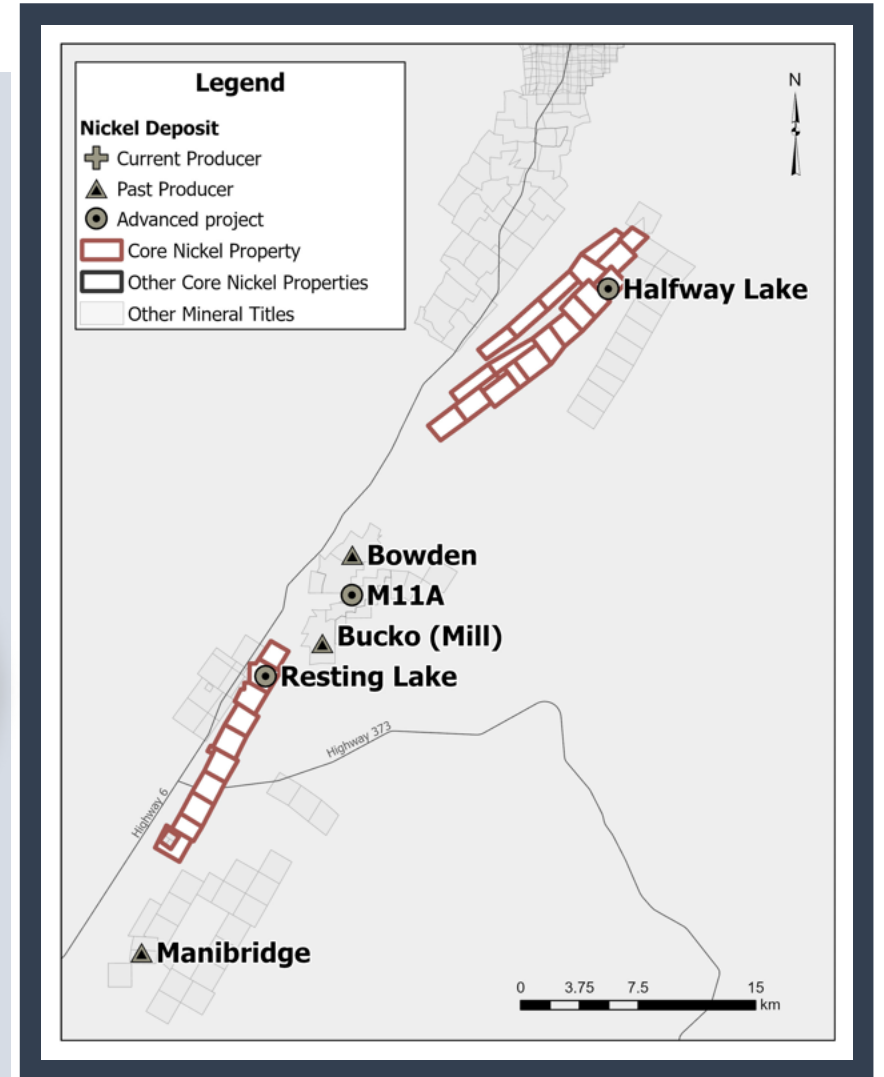 Legend
Nickel Deposit
Current Producer
Past Producer
Advanced project
Core Nickel Property
Other Core Nickel Properties
Other Mineral Titles
N
Halfway Lake
Bowden
M11A
Bucko (Mill)
Resting Lake
Highway 373
Highway 6
Manibridge
0 3.75 7.5 15
km